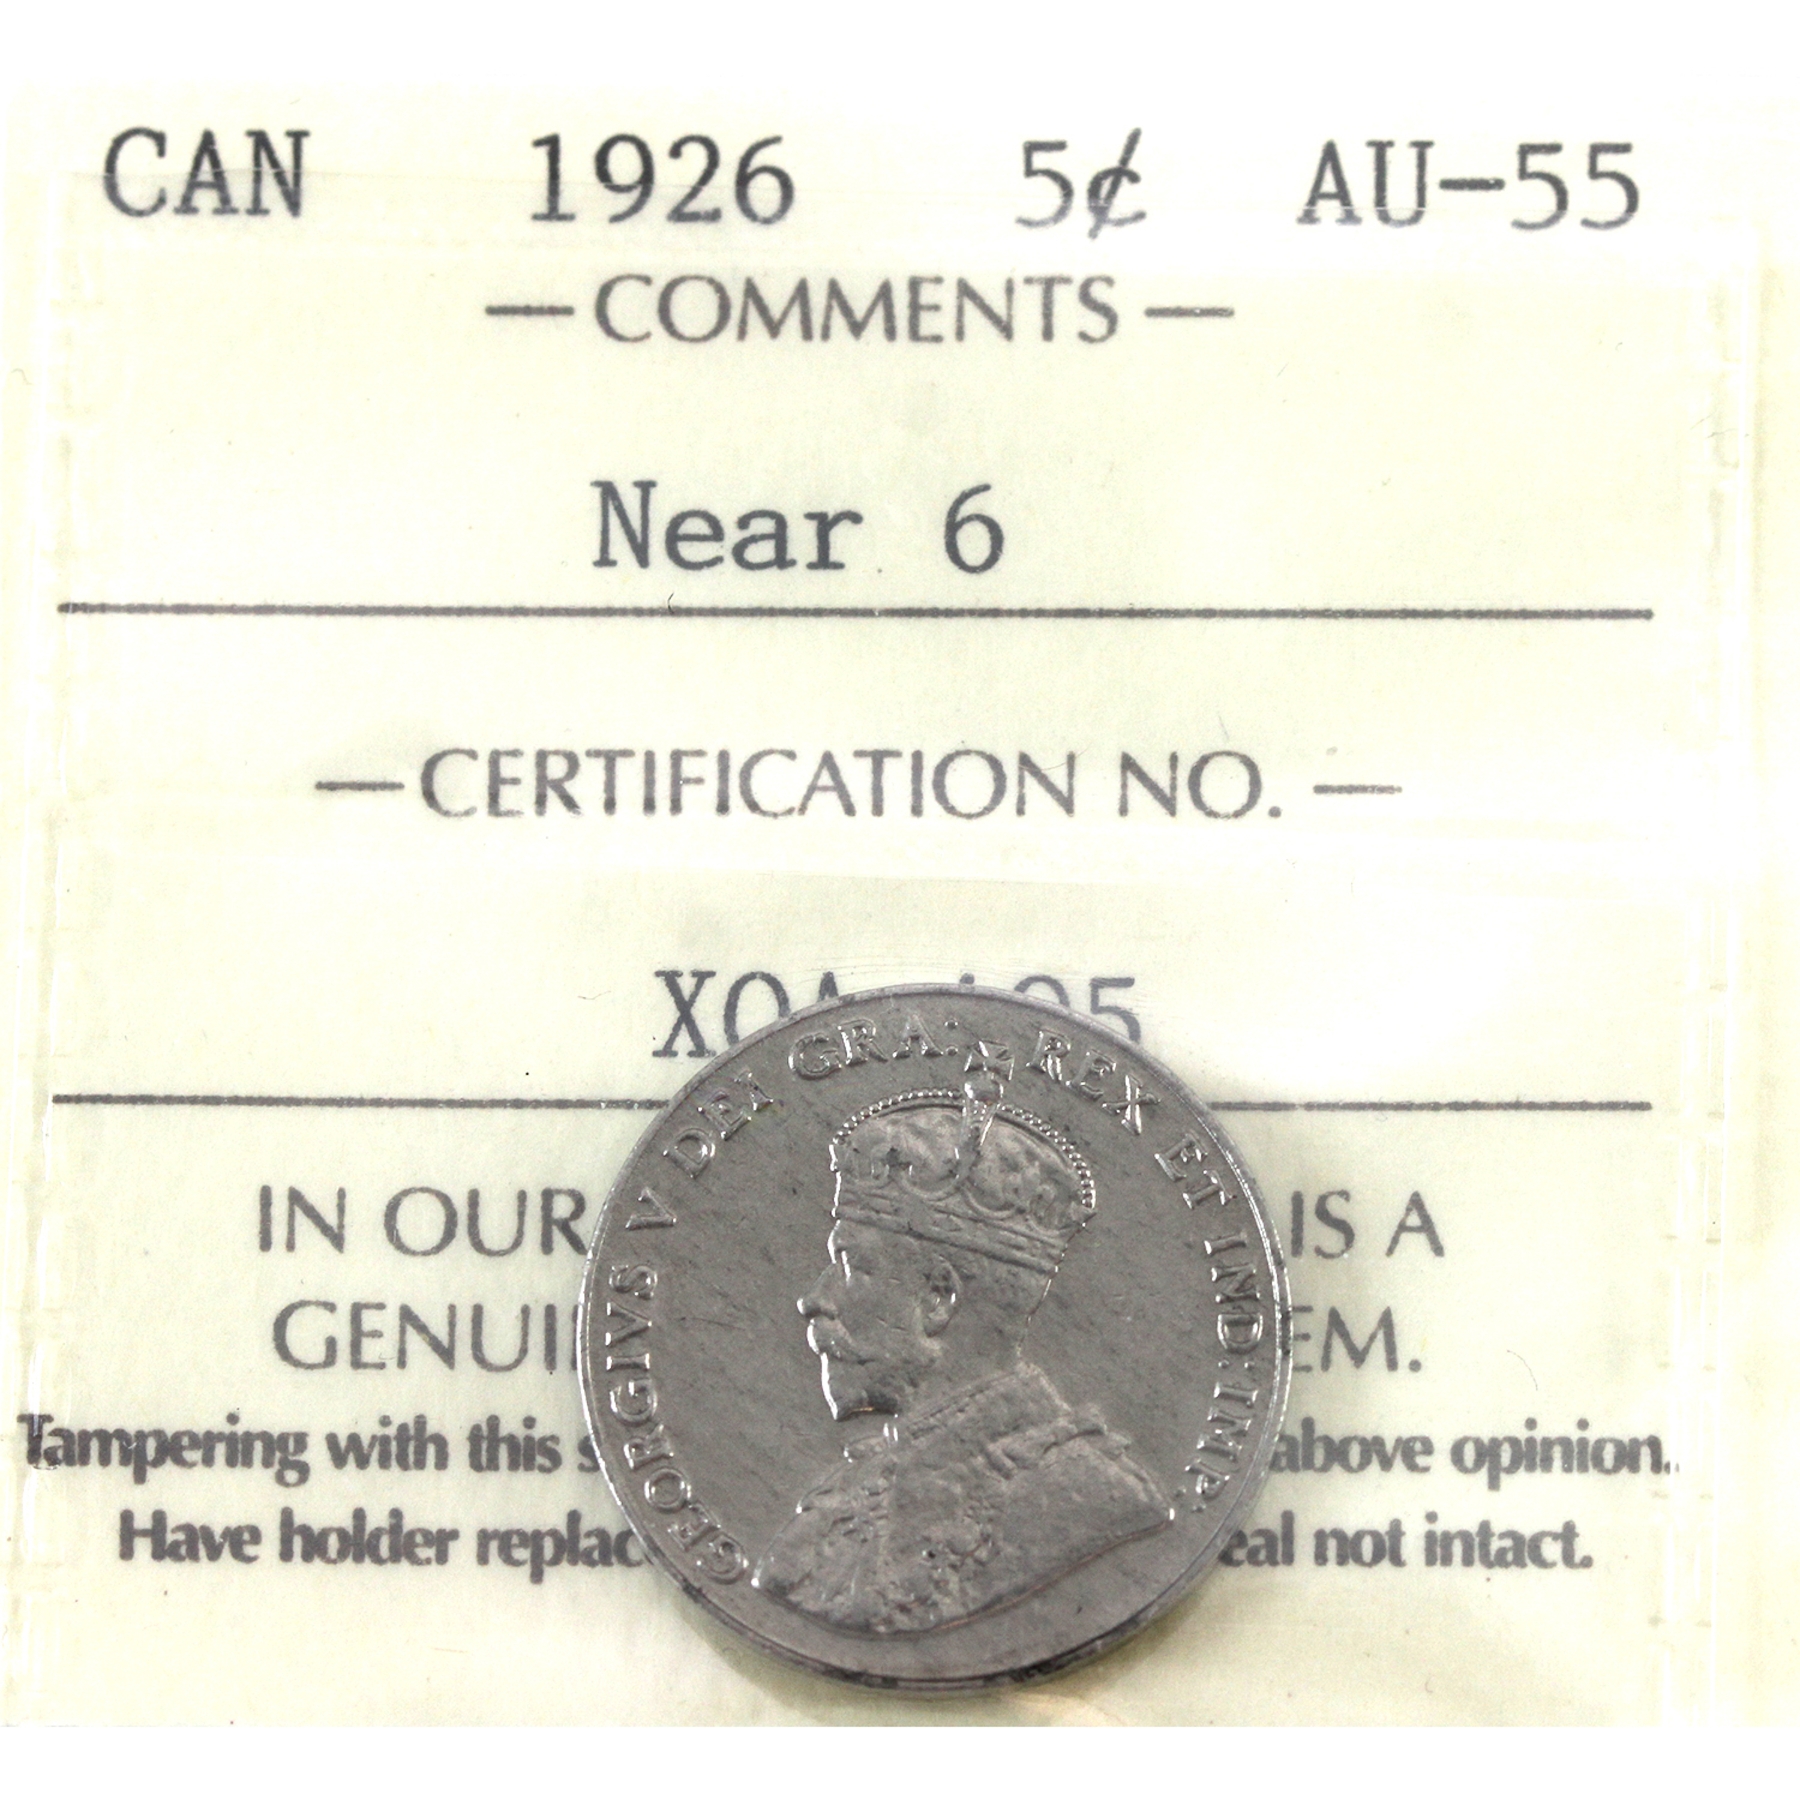 CAN 1926 5¢ AU-55
— COMMENTS —
Near 6
— CERTIFICATION NO. —
IN OUR IS A
GENUI EM.
Tampering with this s above opinion.
Have holder replac eal not intact.
GEORGIVS V DEI GRA: REX ET IND:IMP: